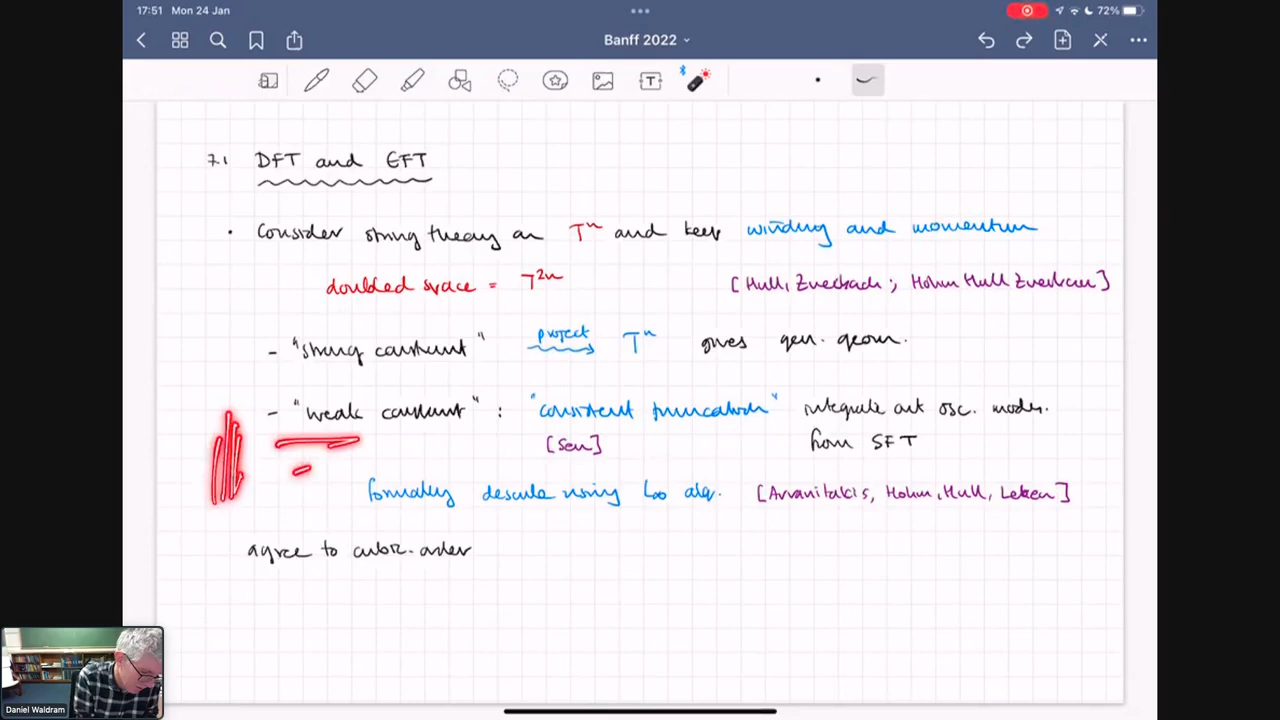 17:51 Mon 24 Jan
72%
Banff 2022
7.1 DFT and EFT
• Consider string theory on Tⁿ and keep winding and momentum
doubled space = T²ⁿ [Hull, Zwiebach; Hohm Hull Zwiebach]
- "strong constraint" project Tⁿ gives gen. geom.
- "weak constraint" : "consistent truncation" integrate out osc. modes.
[Sen] from SFT
formally describe using L∞ alg. [Arvanitakis, Hohm, Hull, Lekeu]
agree to cubic order
Daniel Waldram